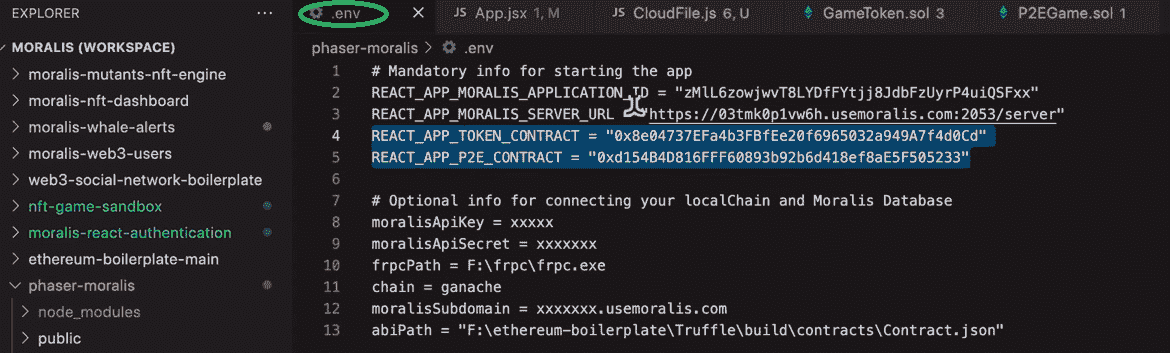 EXPLORER
···
.env
App.jsx 1, M
JS CloudFile.js 6, U
GameToken.sol 3
P2EGame.sol 1
MORALIS (WORKSPACE)
moralis-mutants-nft-engine
moralis-nft-dashboard
moralis-whale-alerts
moralis-web3-users
web3-social-network-boilerplate
nft-game-sandbox
moralis-react-authentication
ethereum-boilerplate-main
phaser-moralis
node_modules
public
phaser-moralis > .env
1 # Mandatory info for starting the app
2 REACT_APP_MORALIS_APPLICATION_ID = "zMlL6zowjwvT8LYDfFYtjj8JdbFzUyrP4uiQSFxx"
3 REACT_APP_MORALIS_SERVER_URL "https://03tmk0p1vw6h.usemoralis.com:2053/server"
4 REACT_APP_TOKEN_CONTRACT = "0x8e04737EFa4b3FBfEe20f6965032a949A7f4d0Cd"
5 REACT_APP_P2E_CONTRACT = "0xd154B4D816FFF60893b92b6d418ef8aE5F505233"
6
7 # Optional info for connecting your localChain and Moralis Database
8 moralisApiKey = xxxxx
9 moralisApiSecret = xxxxxxx
10 frpcPath = F:\frpc\frpc.exe
11 chain = ganache
12 moralisSubdomain = xxxxxxx.usemoralis.com
13 abiPath = "F:\ethereum-boilerplate\Truffle\build\contracts\Contract.json"